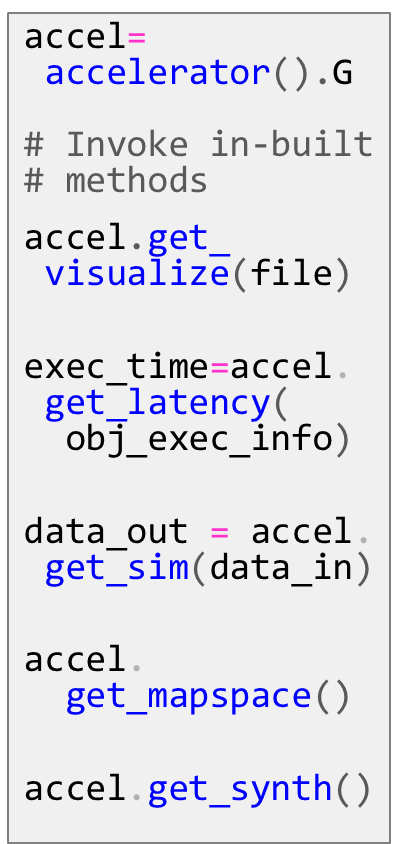 accel=
accelerator().G
# Invoke in-built
# methods
accel.get_
visualize(file)
exec_time=accel.
get_latency(
obj_exec_info)
data_out = accel.
get_sim(data_in)
accel.
get_mapspace()
accel.get_synth()